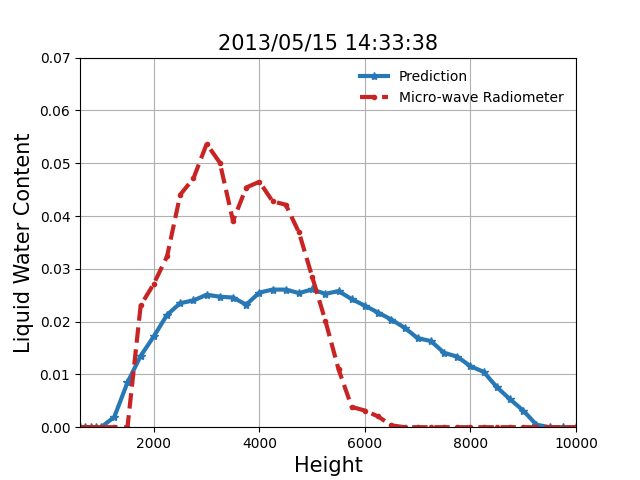 2013/05/15 14:33:38
0.07
0.06
0.05
0.04
0.03
0.02
0.01
0.00
Liquid Water Content
Prediction
Micro-wave Radiometer
2000 4000 6000 8000 10000
Height